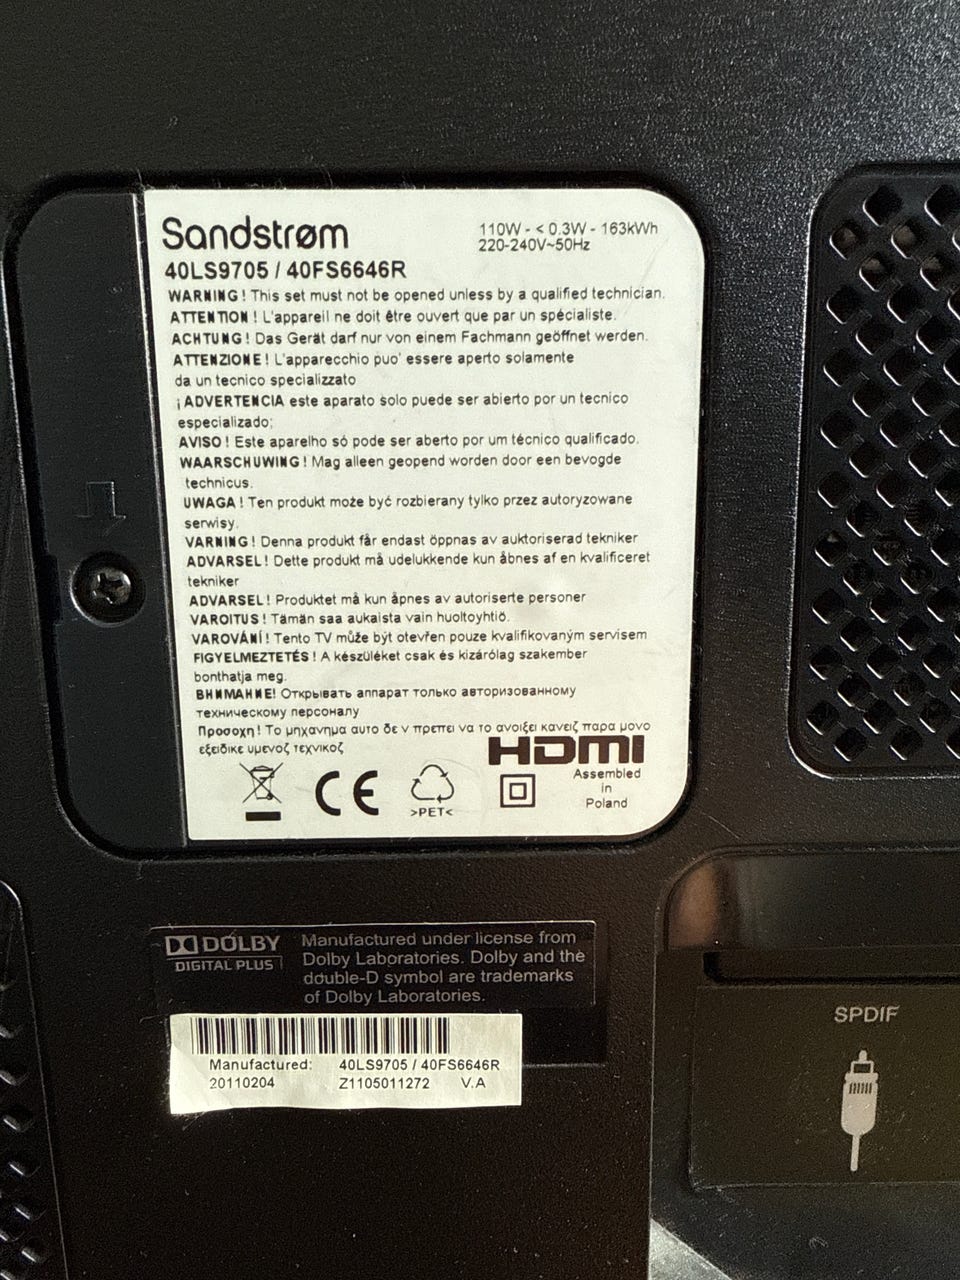 Sandstrøm
110W - < 0.3W - 163kWh
220-240V~50Hz
40LS9705 / 40FS6646R
WARNING! This set must not be opened unless by a qualified technician.
ATTENTION! L'appareil ne doit être ouvert que par un spécialiste.
ACHTUNG! Das Gerät darf nur von einem Fachmann geöffnet werden.
ATTENZIONE! L'apparecchio puo' essere aperto solamente
da un tecnico specializzato
¡ADVERTENCIA este aparato solo puede ser abierto por un tecnico
especializado;
AVISO! Este aparelho só pode ser aberto por um técnico qualificado.
WAARSCHUWING! Mag alleen geopend worden door een bevogde
technicus.
UWAGA! Ten produkt może być rozbierany tylko przez autoryzowane
serwisy.
VARNING! Denna produkt får endast öppnas av auktoriserad tekniker
ADVARSEL! Dette produkt må udelukkende kun åbnes af en kvalificeret
tekniker
ADVARSEL! Produktet må kun åpnes av autoriserte personer
VAROITUS! Tämän saa aukaista vain huoltoyhtiö.
VAROVÁNÍ! Tento TV může být otevřen pouze kvalifikovaným servisem
FIGYELMEZTETÉS! A készüléket csak és kizárólag szakember
bonthatja meg.
ВНИМАНИЕ! Открывать аппарат только авторизованному
техническому персоналу
Προσοχη! Το μηχανημα αυτο δε ν πρεπει να το ανοιξει κανεις παρα μονο
εξειδικε υμενος τεχνικος
HDMI
Assembled
in
Poland
CE
>PET<
DOLBY
DIGITAL PLUS
Manufactured under license from
Dolby Laboratories. Dolby and the
double-D symbol are trademarks
of Dolby Laboratories.
SPDIF
Manufactured: 40LS9705 / 40FS6646R
20110204 Z1105011272 V.A